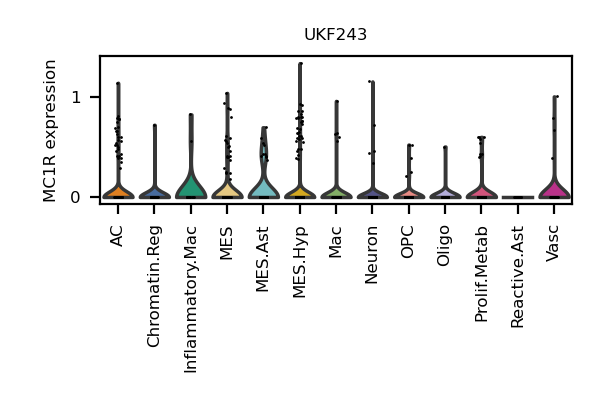 UKF243
MC1R expression
1
0
AC
Chromatin.Reg
Inflammatory.Mac
MES
MES.Ast
MES.Hyp
Mac
Neuron
OPC
Oligo
Prolif.Metab
Reactive.Ast
Vasc